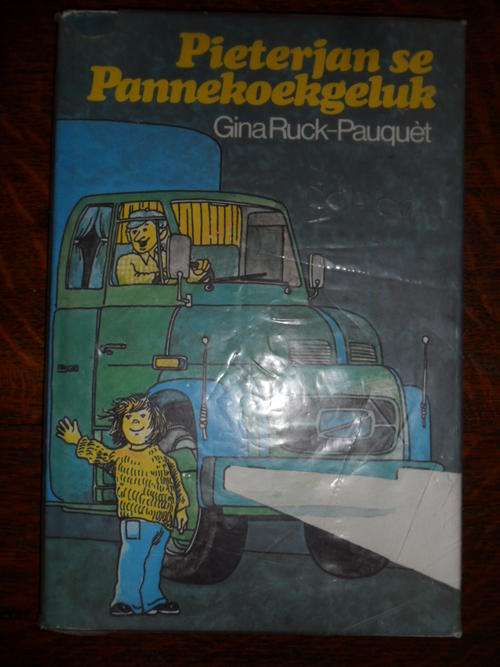 Pieterjan se
Pannekoekgeluk
Gina Ruck-Pauquèt